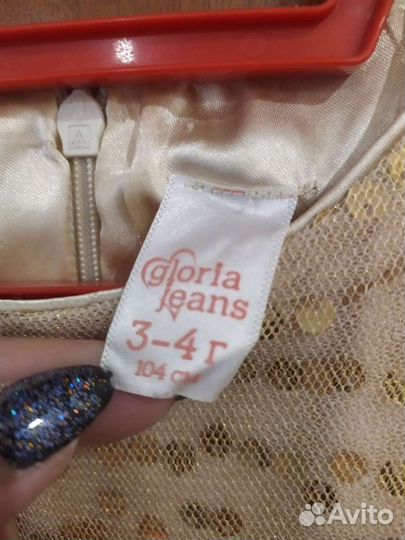 gloria
jeans
3-4 г
104 см
Avito